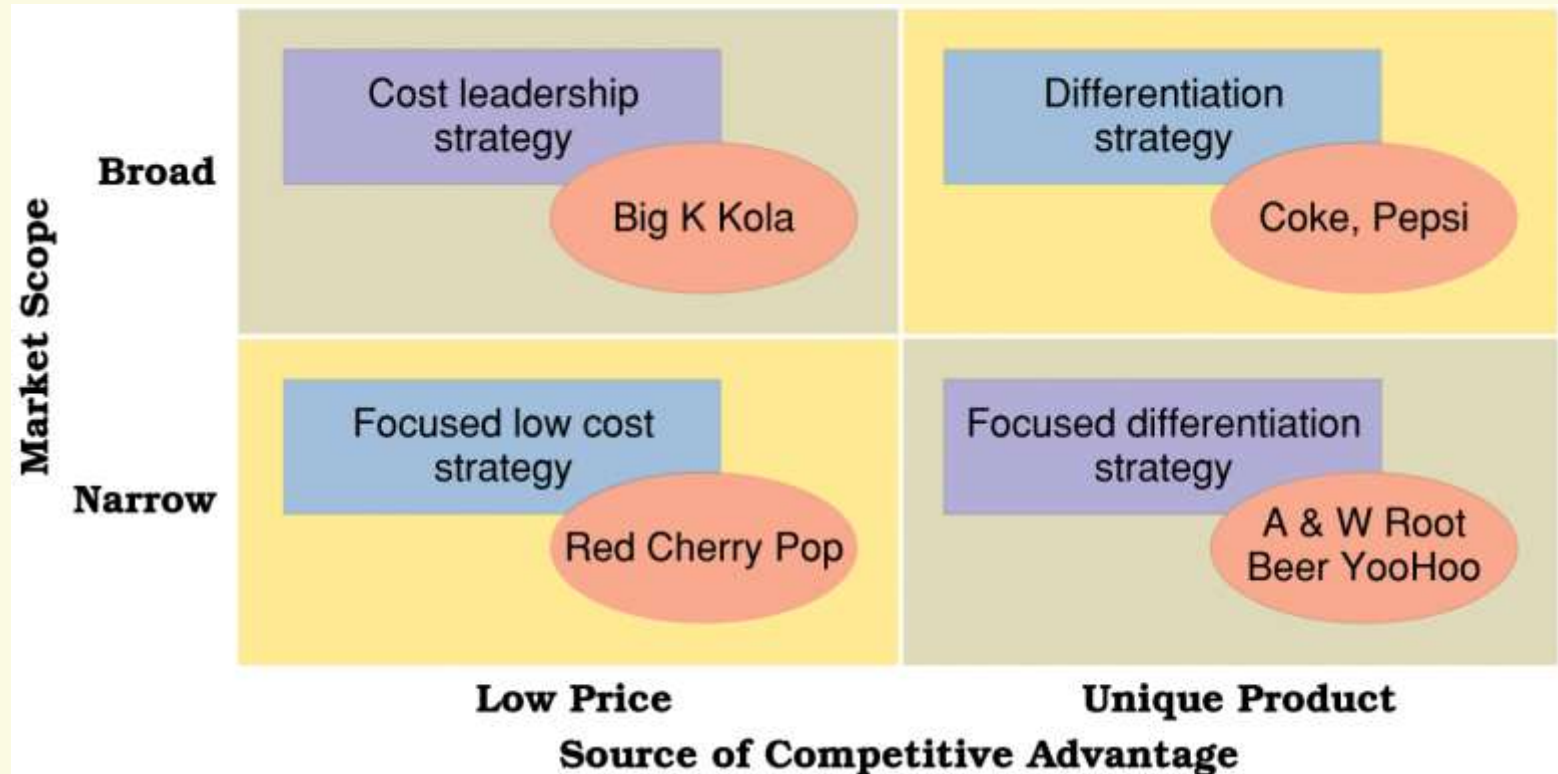 Market Scope
Broad
Cost leadership
strategy
Big K Kola
Differentiation
strategy
Coke, Pepsi
Narrow
Focused low cost
strategy
Red Cherry Pop
Focused differentiation
strategy
A & W Root
Beer YooHoo
Low Price
Unique Product
Source of Competitive Advantage